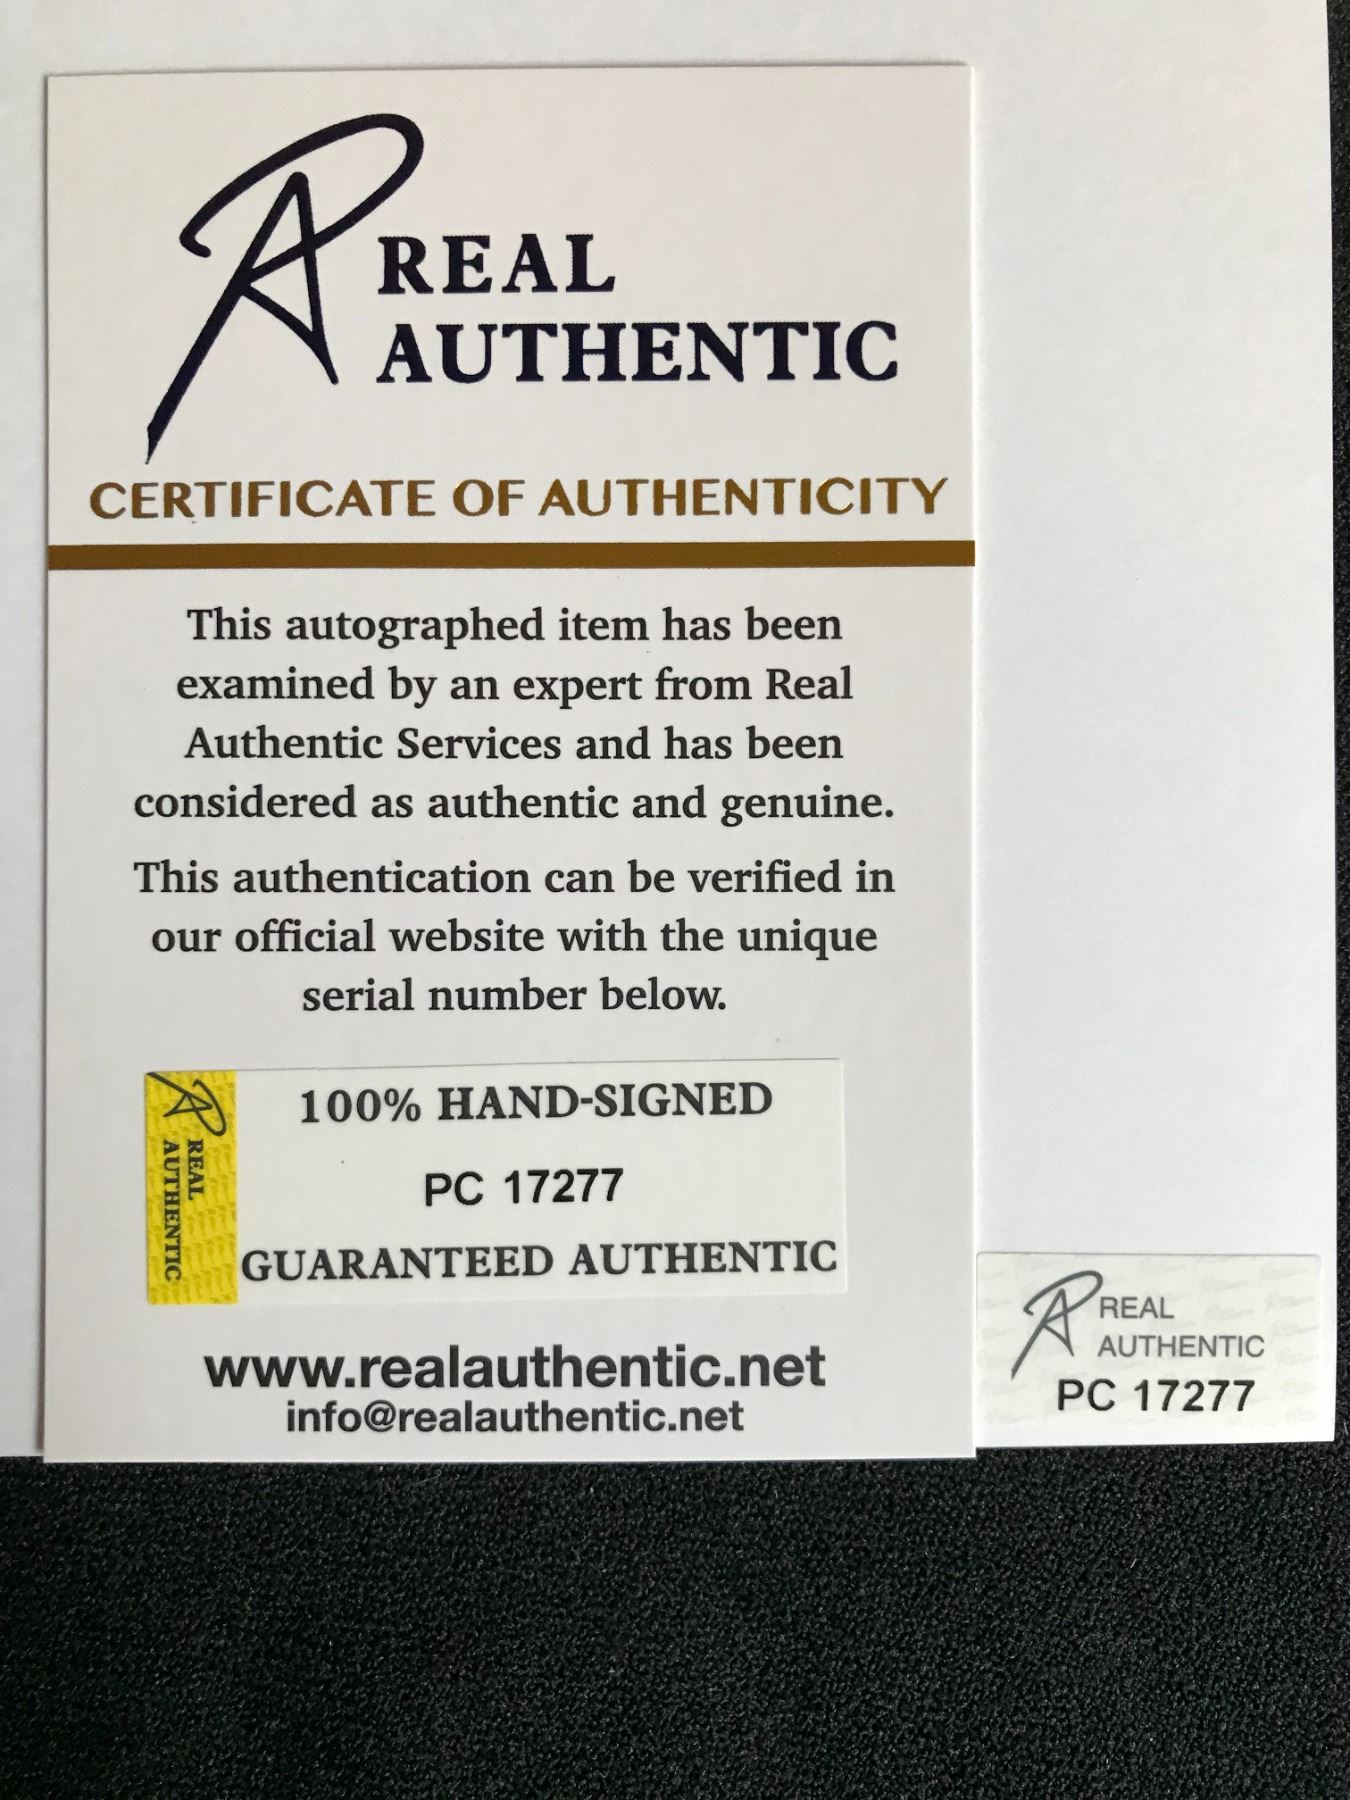 REAL
AUTHENTIC
CERTIFICATE OF AUTHENTICITY
This autographed item has been
examined by an expert from Real
Authentic Services and has been
considered as authentic and genuine.
This authentication can be verified in
our official website with the unique
serial number below.
REAL
AUTHENTIC
100% HAND-SIGNED
PC 17277
GUARANTEED AUTHENTIC
www.realauthentic.net
info@realauthentic.net
REAL
AUTHENTIC
PC 17277